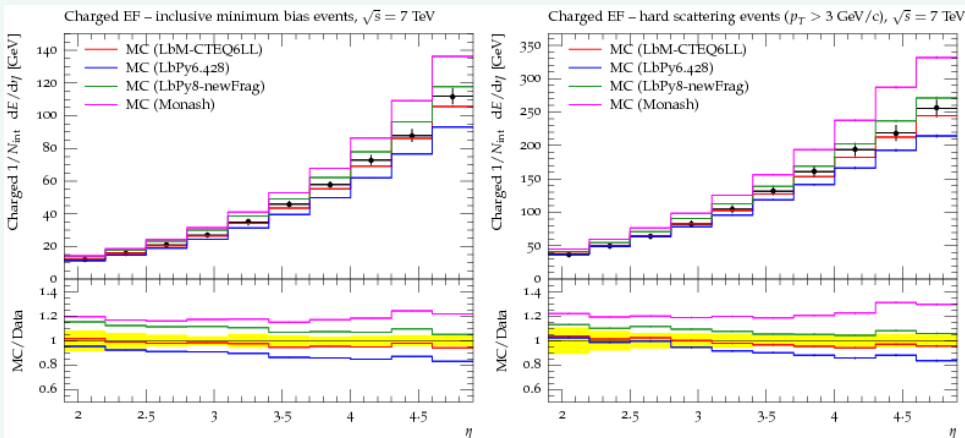 Charged EF – inclusive minimum bias events, √s = 7 TeV
Charged 1/N_int dE/dη [GeV]
MC (LbM-CTEQ6LL)
MC (LbPy6.428)
MC (LbPy8-newFrag)
MC (Monash)
140
120
100
80
60
40
20
0
MC/Data
1.4
1.2
1
0.8
0.6
2 2.5 3 3.5 4 4.5
η
Charged EF – hard scattering events (p_T > 3 GeV/c), √s = 7 TeV
Charged 1/N_int dE/dη [GeV]
MC (LbM-CTEQ6LL)
MC (LbPy6.428)
MC (LbPy8-newFrag)
MC (Monash)
350
300
250
200
150
100
50
0
MC/Data
1.4
1.2
1
0.8
0.6
2 2.5 3 3.5 4 4.5
η